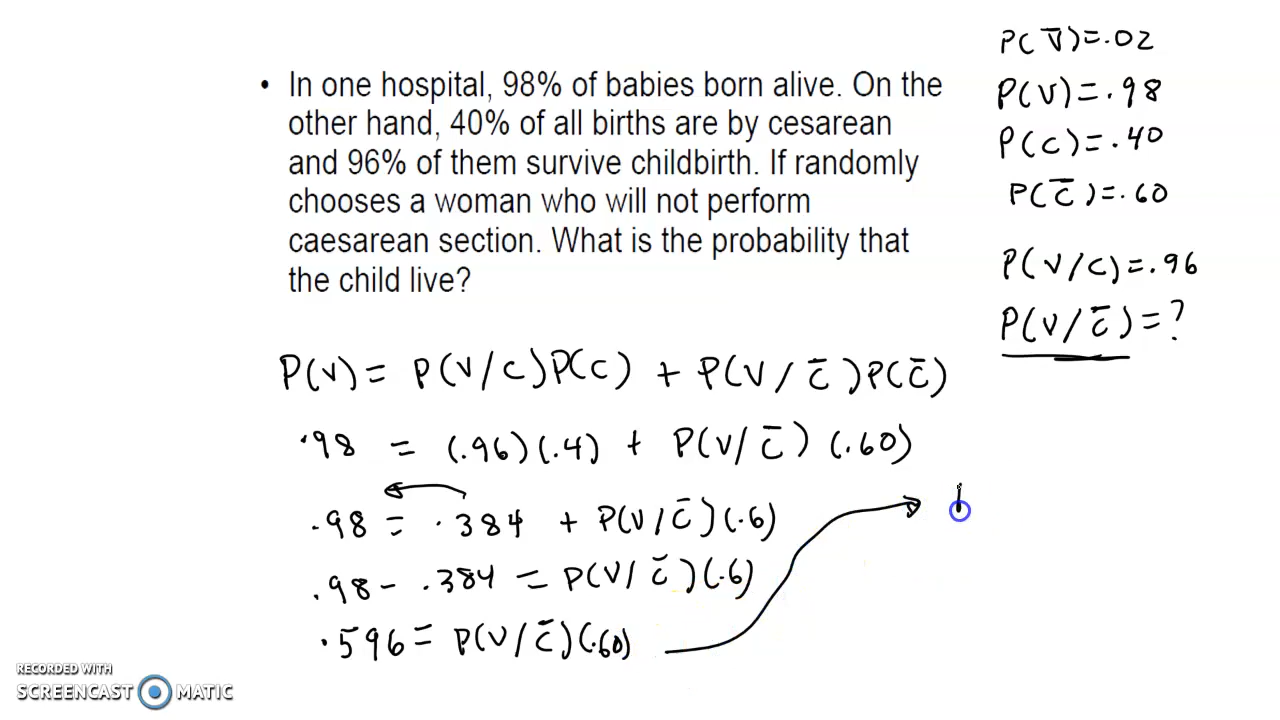 • In one hospital, 98% of babies born alive. On the
other hand, 40% of all births are by cesarean
and 96% of them survive childbirth. If randomly
chooses a woman who will not perform
caesarean section. What is the probability that
the child live?
P(V̅)=.02
P(V)=.98
P(C)=.40
P(C̅)=.60
P(V/C)=.96
P(V/C̅)=?
P(V)= P(V/C)P(C) + P(V/C̅)P(C̅)
.98 = (.96)(.4) + P(V/C̅)(.60)
.98 = .384 + P(V/C̅)(.6)
.98 - .384 = P(V/C̅)(.6)
.596 = P(V/C̅)(.60)
RECORDED WITH
SCREENCAST MATIC